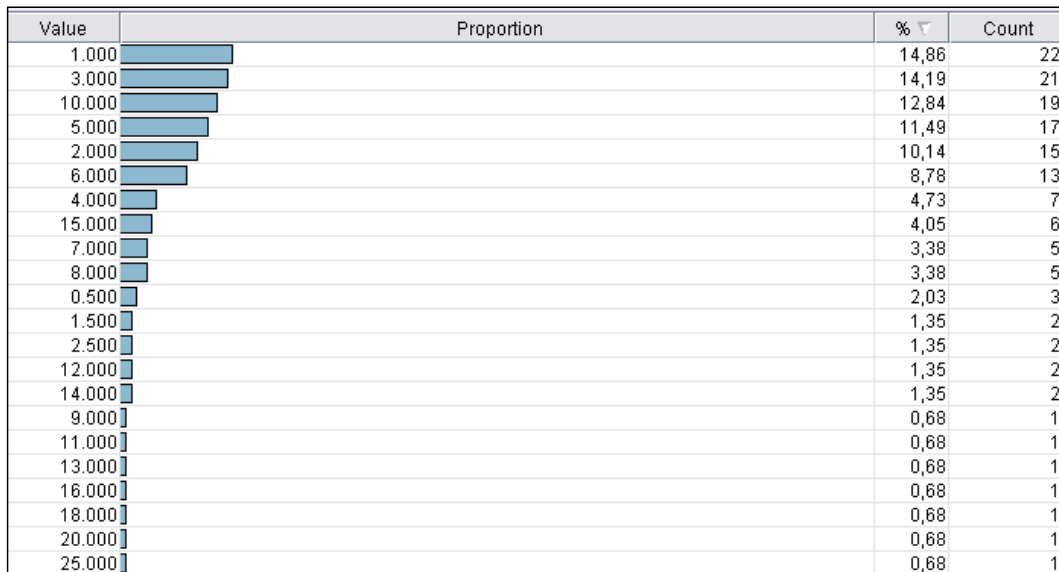 Value Proportion % Count
1.000 14,86 22
3.000 14,19 21
10.000 12,84 19
5.000 11,49 17
2.000 10,14 15
6.000 8,78 13
4.000 4,73 7
15.000 4,05 6
7.000 3,38 5
8.000 3,38 5
0.500 2,03 3
1.500 1,35 2
2.500 1,35 2
12.000 1,35 2
14.000 1,35 2
9.000 0,68 1
11.000 0,68 1
13.000 0,68 1
16.000 0,68 1
18.000 0,68 1
20.000 0,68 1
25.000 0,68 1